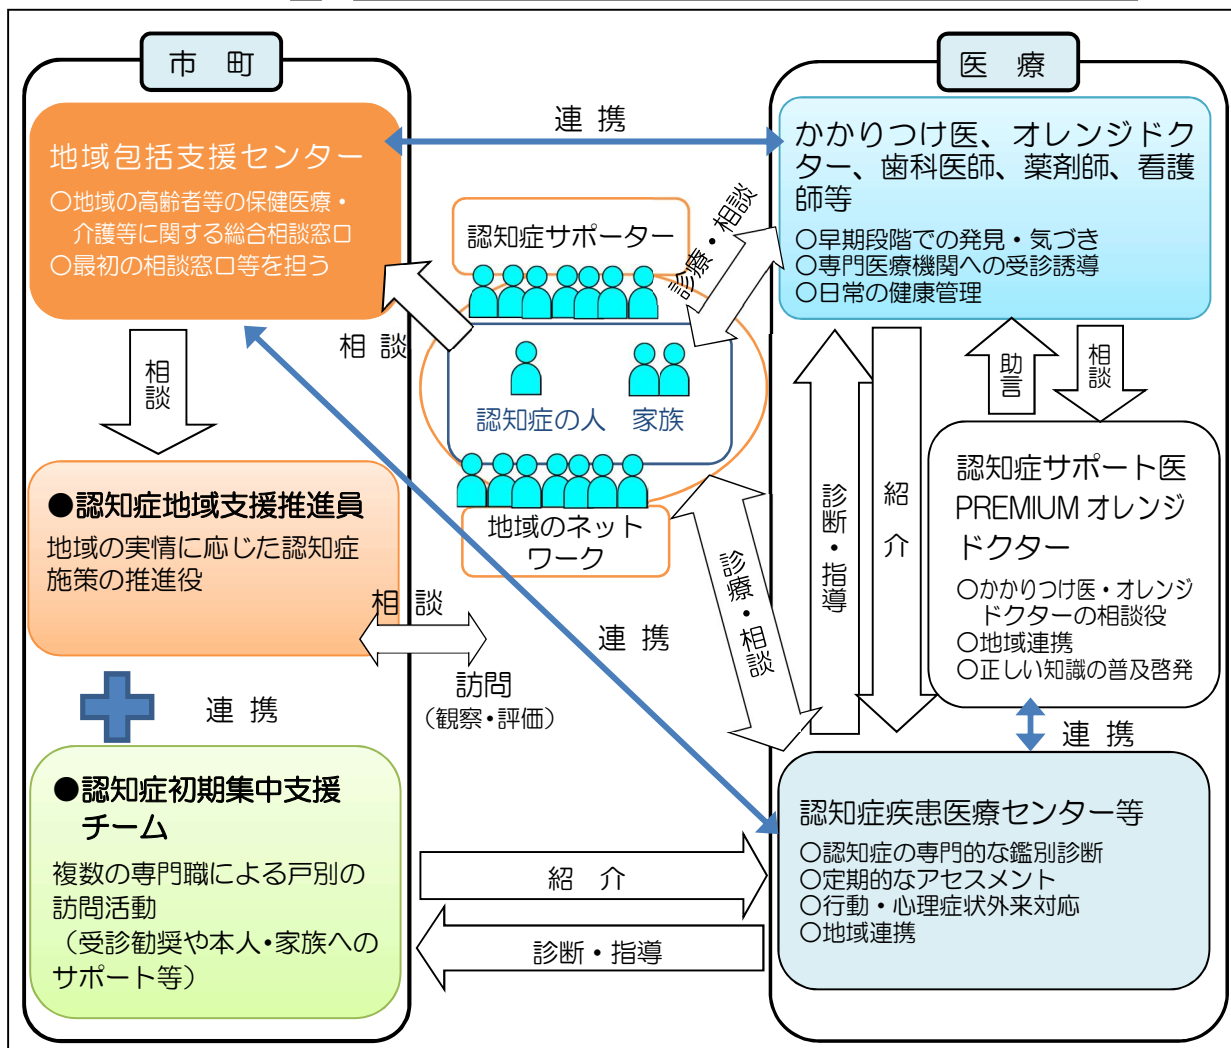 市 町
地域包括支援センター
○地域の高齢者等の保健医療・
介護等に関する総合相談窓口
○最初の相談窓口等を担う
相談
●認知症地域支援推進員
地域の実情に応じた認知症
施策の推進役
連 携
●認知症初期集中支援
チーム
複数の専門職による戸別の
訪問活動
(受診勧奨や本人・家族への
サポート等)
連 携
認知症サポーター
相 談
診療・相談
認知症の人 家族
地域のネット
ワーク
相 談
訪問
(観察・評価)
連 携
診療・相談
診断・指導
紹介
紹 介
診断・指導
医 療
かかりつけ医、オレンジドク
ター、歯科医師、薬剤師、看護
師等
○早期段階での発見・気づき
○専門医療機関への受診誘導
○日常の健康管理
助言
相談
認知症サポート医
PREMIUM オレンジ
ドクター
○かかりつけ医・オレンジ
ドクターの相談役
○地域連携
○正しい知識の普及啓発
連 携
認知症疾患医療センター等
○認知症の専門的な鑑別診断
○定期的なアセスメント
○行動・心理症状外来対応
○地域連携